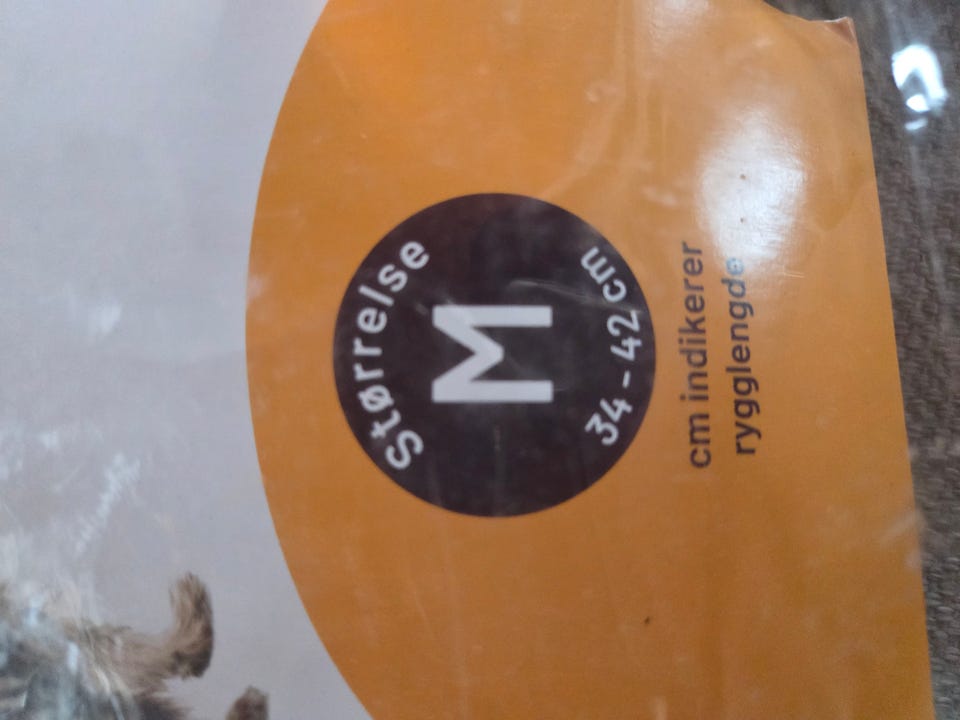 Størrelse
M
34-42 cm
cm indikerer
rygglengde